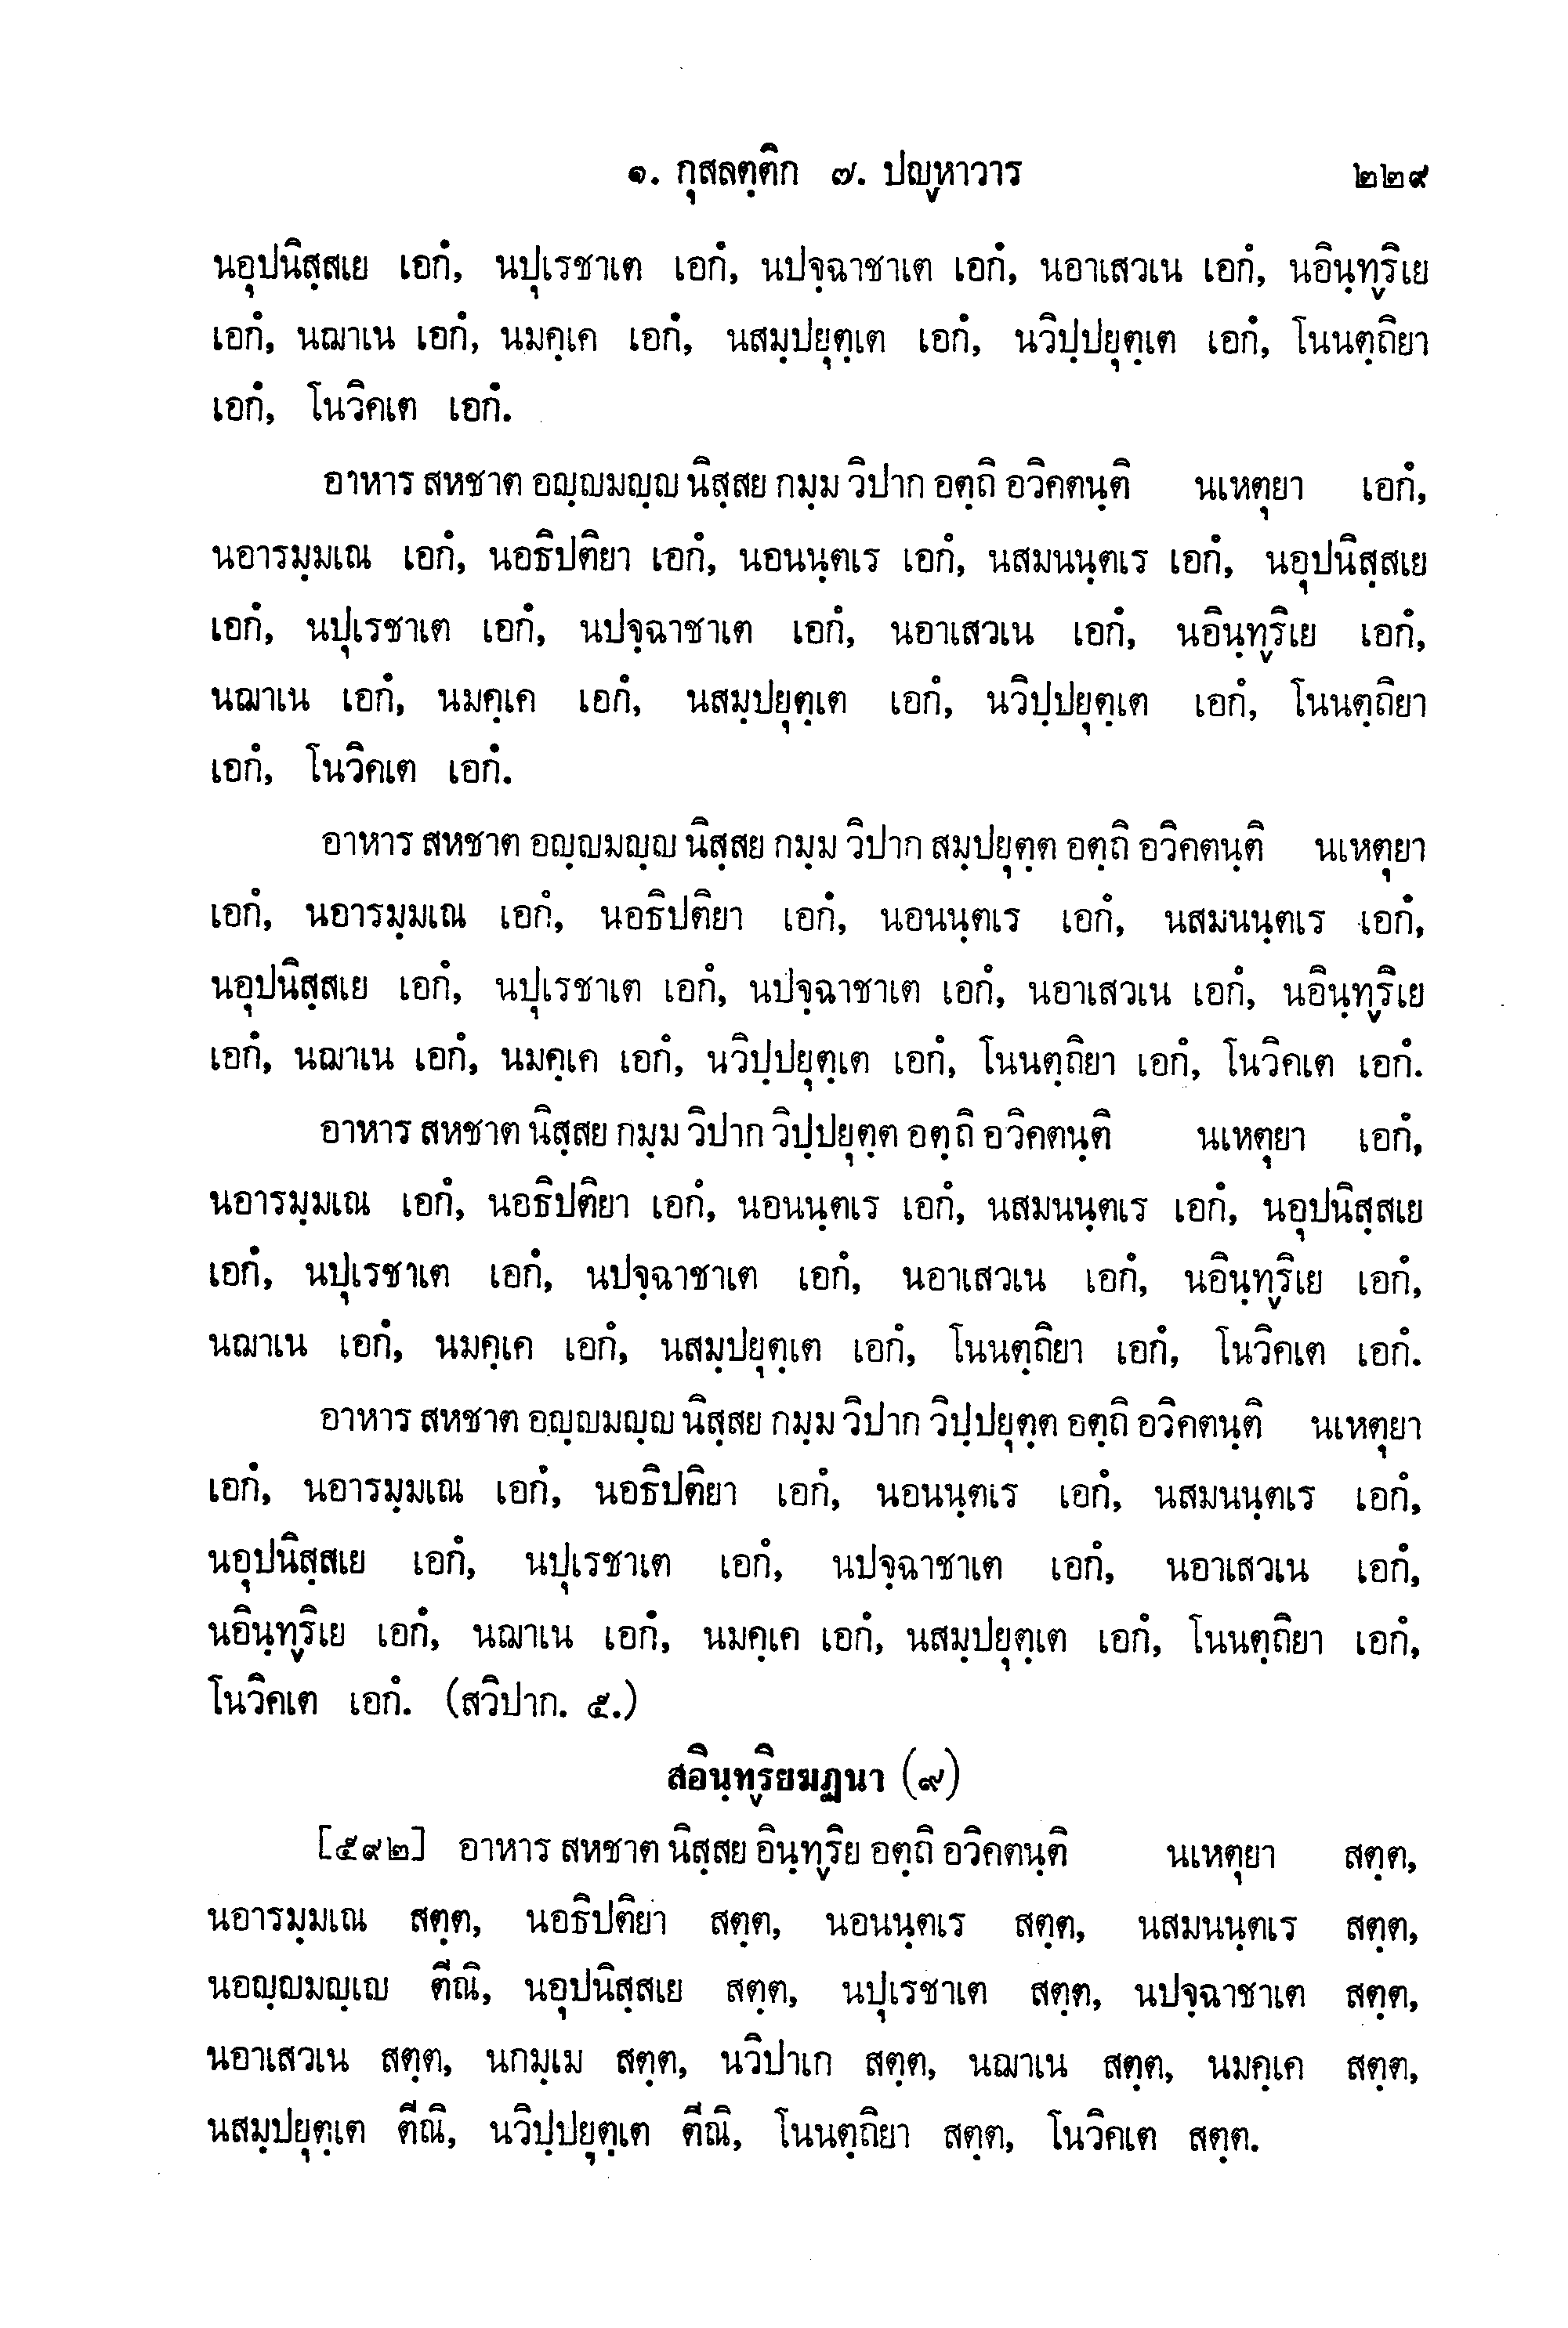 ๑. กุสลตฺติก ๗. ปญฺหาวาร ๒๒๙
นอุปนิสฺสเย เอกํ, นปุเรชาเต เอกํ, นปจฺฉาชาเต เอกํ, นอาเสวเน เอกํ, นอินฺทฺริเย
เอกํ, นฌาเน เอกํ, นมคฺเค เอกํ, นสมฺปยุตฺเต เอกํ, นวิปฺปยุตฺเต เอกํ, โนนตฺถิยา
เอกํ, โนวิคเต เอกํ.
อาหาร สหชาต อญฺญมญฺญ นิสฺสย กมฺม วิปาก อตฺถิ อวิคตนฺติ นเหตุยา เอกํ,
นอารมฺมเณ เอกํ, นอธิปติยา เอกํ, นอนนฺตเร เอกํ, นสมนนฺตเร เอกํ, นอุปนิสฺสเย
เอกํ, นปุเรชาเต เอกํ, นปจฺฉาชาเต เอกํ, นอาเสวเน เอกํ, นอินฺทฺริเย เอกํ,
นฌาเน เอกํ, นมคฺเค เอกํ, นสมฺปยุตฺเต เอกํ, นวิปฺปยุตฺเต เอกํ, โนนตฺถิยา
เอกํ, โนวิคเต เอกํ.
อาหาร สหชาต อญฺญมญฺญ นิสฺสย กมฺม วิปาก สมฺปยุตฺต อตฺถิ อวิคตนฺติ นเหตุยา
เอกํ, นอารมฺมเณ เอกํ, นอธิปติยา เอกํ, นอนนฺตเร เอกํ, นสมนนฺตเร เอกํ,
นอุปนิสฺสเย เอกํ, นปุเรชาเต เอกํ, นปจฺฉาชาเต เอกํ, นอาเสวเน เอกํ, นอินฺทฺริเย
เอกํ, นฌาเน เอกํ, นมคฺเค เอกํ, นวิปฺปยุตฺเต เอกํ, โนนตฺถิยา เอกํ, โนวิคเต เอกํ.
อาหาร สหชาต นิสฺสย กมฺม วิปาก วิปฺปยุตฺต อตฺถิ อวิคตนฺติ นเหตุยา เอกํ,
นอารมฺมเณ เอกํ, นอธิปติยา เอกํ, นอนนฺตเร เอกํ, นสมนนฺตเร เอกํ, นอุปนิสฺสเย
เอกํ, นปุเรชาเต เอกํ, นปจฺฉาชาเต เอกํ, นอาเสวเน เอกํ, นอินฺทฺริเย เอกํ,
นฌาเน เอกํ, นมคฺเค เอกํ, นสมฺปยุตฺเต เอกํ, โนนตฺถิยา เอกํ, โนวิคเต เอกํ.
อาหาร สหชาต อญฺญมญฺญ นิสฺสย กมฺม วิปาก วิปฺปยุตฺต อตฺถิ อวิคตนฺติ นเหตุยา
เอกํ, นอารมฺมเณ เอกํ, นอธิปติยา เอกํ, นอนนฺตเร เอกํ, นสมนนฺตเร เอกํ,
นอุปนิสฺสเย เอกํ, นปุเรชาเต เอกํ, นปจฺฉาชาเต เอกํ, นอาเสวเน เอกํ,
นอินฺทฺริเย เอกํ, นฌาเน เอกํ, นมคฺเค เอกํ, นสมฺปยุตฺเต เอกํ, โนนตฺถิยา เอกํ,
โนวิคเต เอกํ. (สวิปาก. ๕.)
สอินฺทฺริยฆฏนา (๙)
[๕๙๒] อาหาร สหชาต นิสฺสย อินฺทฺริย อตฺถิ อวิคตนฺติ นเหตุยา สตฺต,
นอารมฺมเณ สตฺต, นอธิปติยา สตฺต, นอนนฺตเร สตฺต, นสมนนฺตเร สตฺต,
นอญฺญมญฺเญ ตีณิ, นอุปนิสฺสเย สตฺต, นปุเรชาเต สตฺต, นปจฺฉาชาเต สตฺต,
นอาเสวเน สตฺต, นกมฺเม สตฺต, นวิปาเก สตฺต, นฌาเน สตฺต, นมคฺเค สตฺต,
นสมฺปยุตฺเต ตีณิ, นวิปฺปยุตฺเต ตีณิ, โนนตฺถิยา สตฺต, โนวิคเต สตฺต.